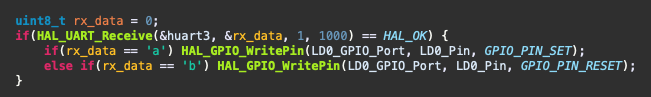 uint8_t rx_data = 0;
if(HAL_UART_Receive(&huart3, &rx_data, 1, 1000) == HAL_OK) {
    if(rx_data == 'a') HAL_GPIO_WritePin(LD0_GPIO_Port, LD0_Pin, GPIO_PIN_SET);
    else if(rx_data == 'b') HAL_GPIO_WritePin(LD0_GPIO_Port, LD0_Pin, GPIO_PIN_RESET);
}